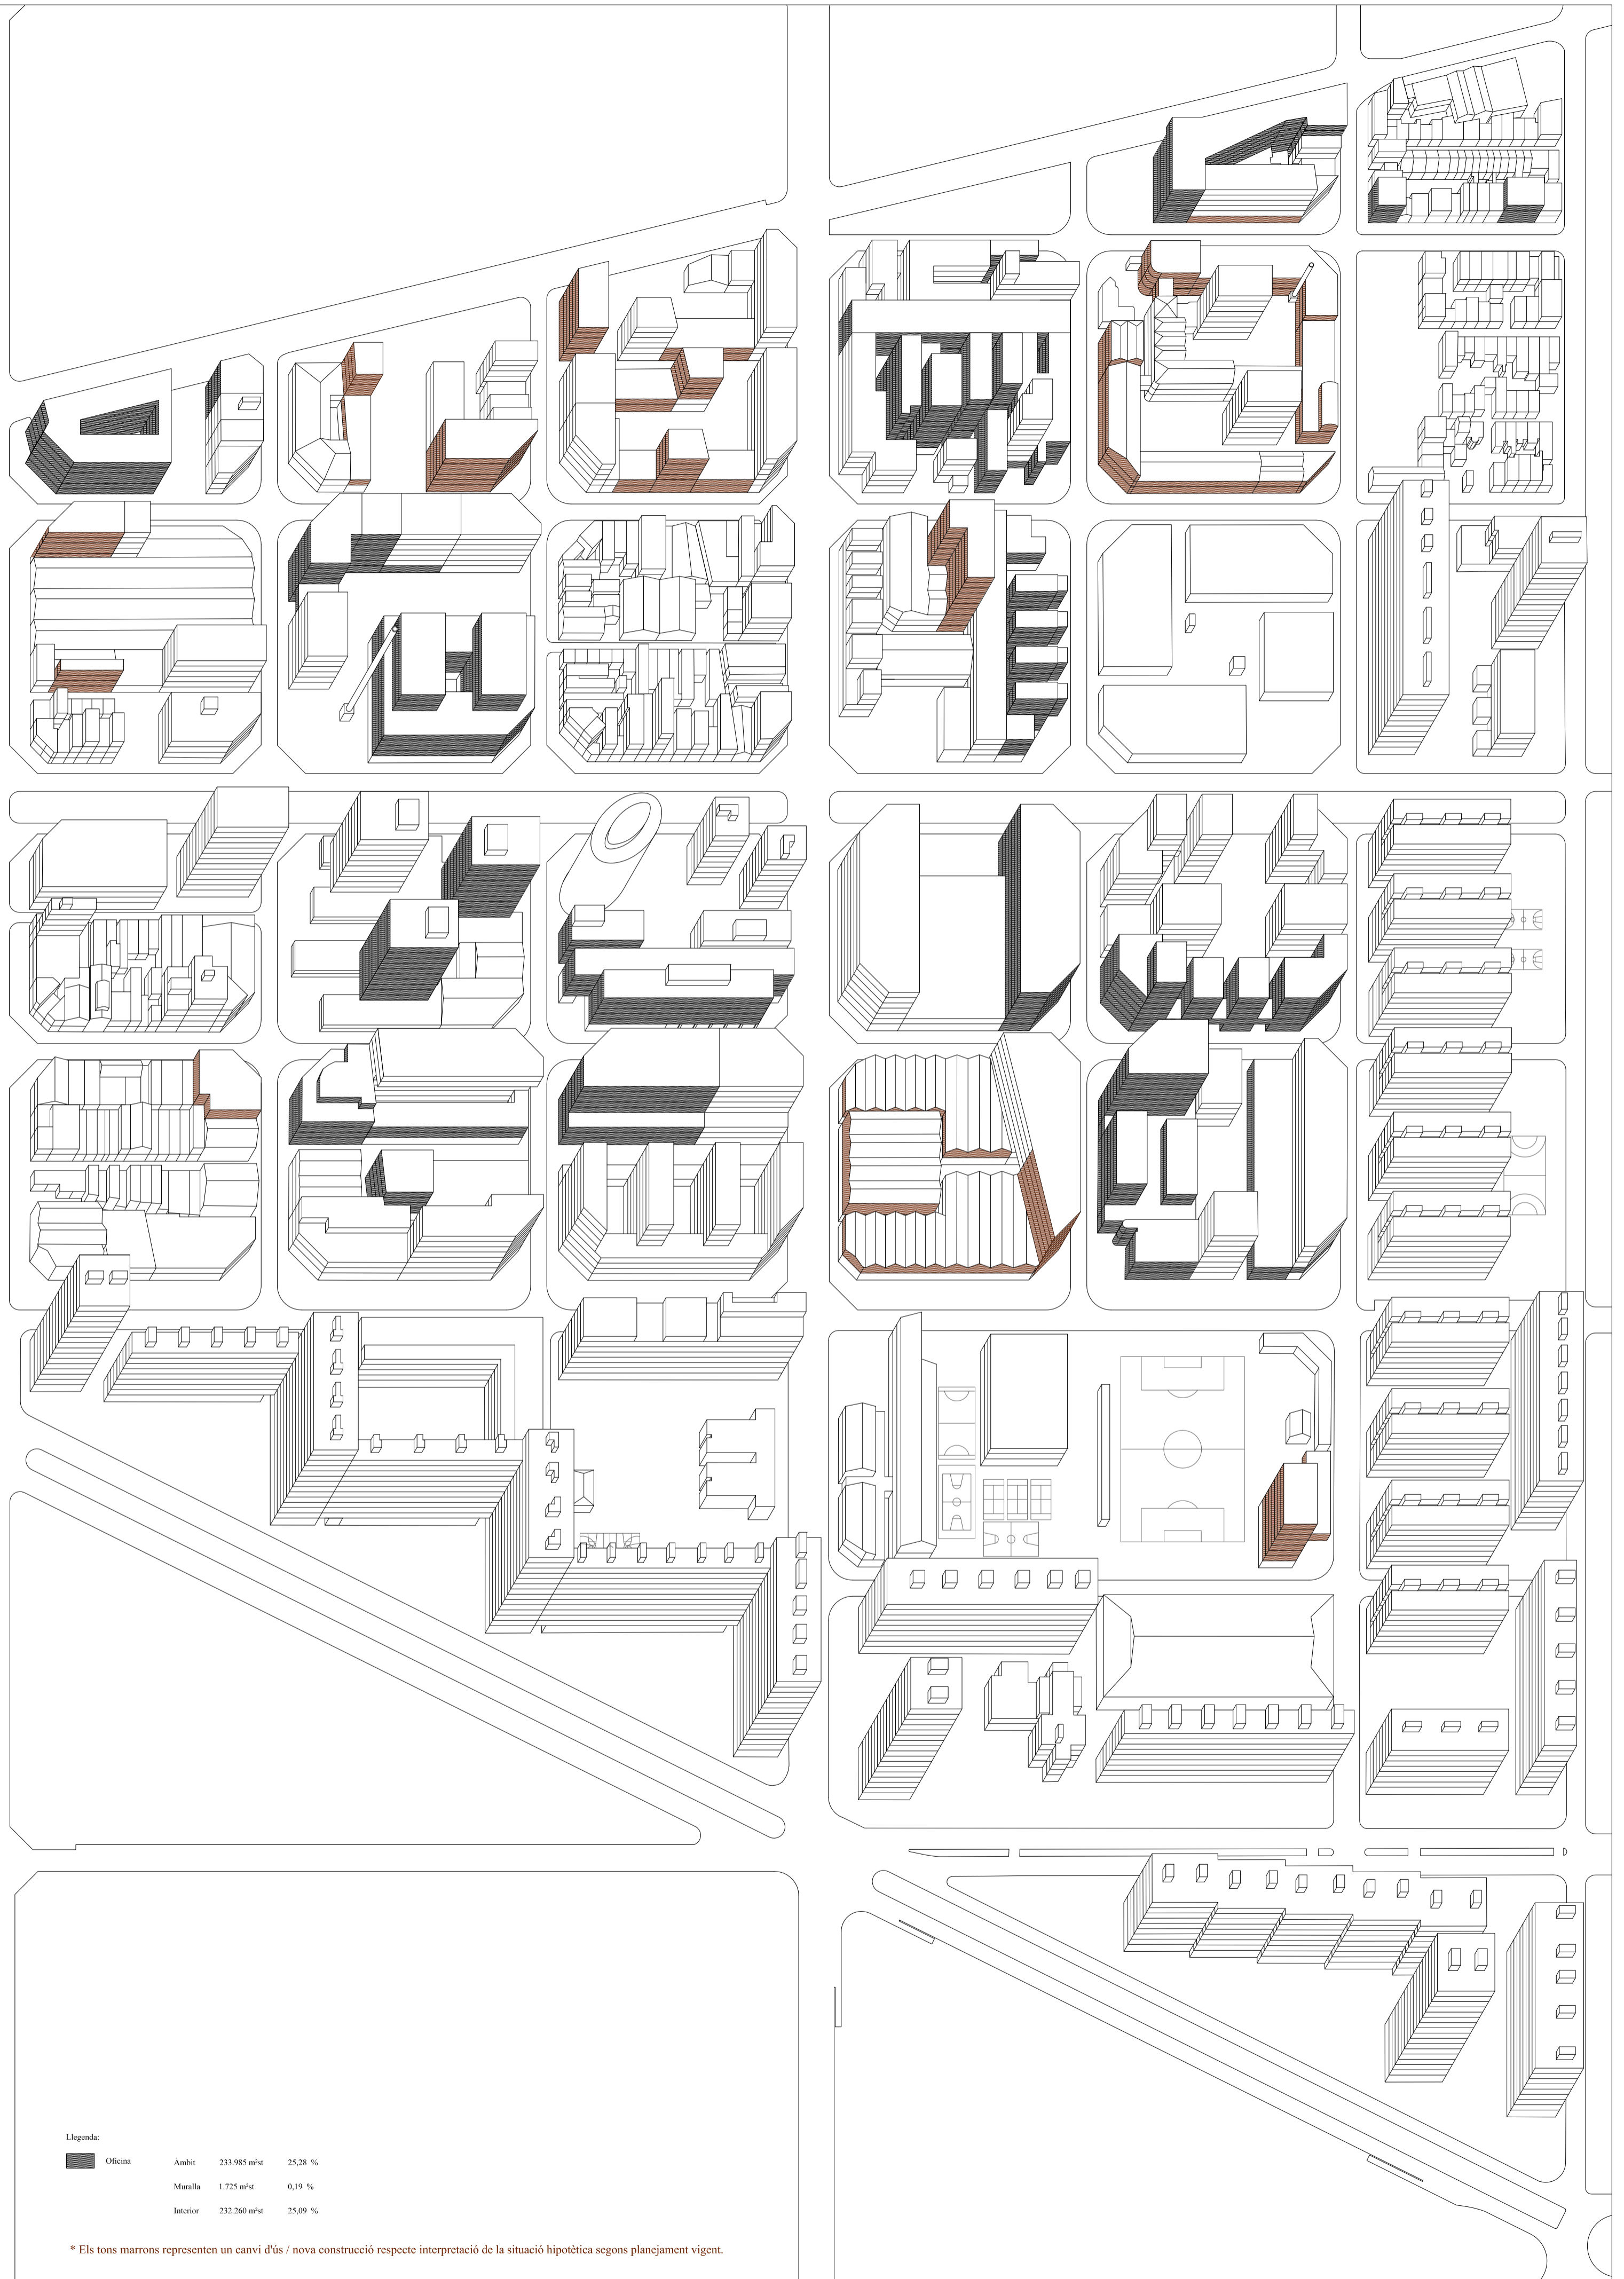 Llegenda:
Oficina
Àmbit 233.985 m²st 25,28 %
Muralla 1.725 m²st 0,19 %
Interior 232.260 m²st 25,09 %
* Els tons marrons representen un canvi d'ús / nova construcció respecte interpretació de la situació hipotètica segons planejament vigent.